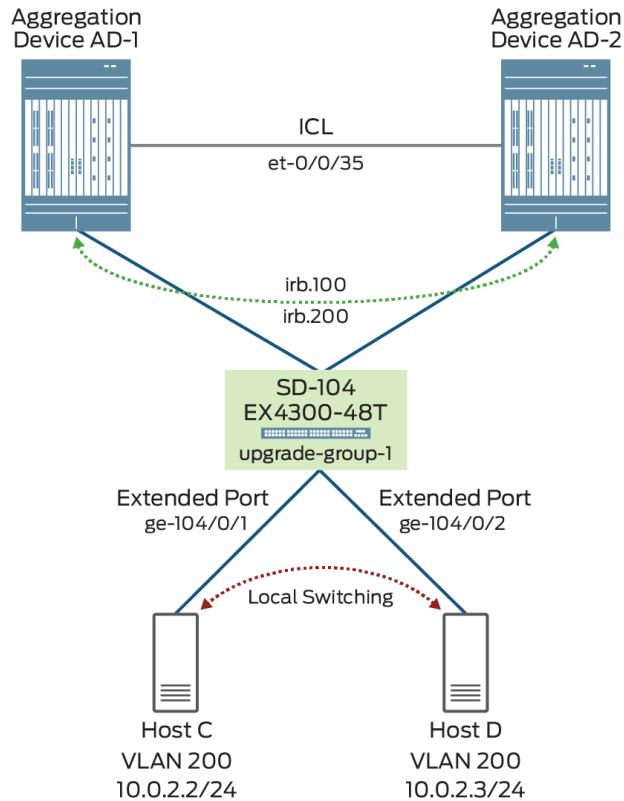 Aggregation
Device AD-1
Aggregation
Device AD-2
ICL
et-0/0/35
irb.100
irb.200
SD-104
EX4300-48T
upgrade-group-1
Extended Port
ge-104/0/1
Extended Port
ge-104/0/2
Local Switching
Host C
VLAN 200
10.0.2.2/24
Host D
VLAN 200
10.0.2.3/24